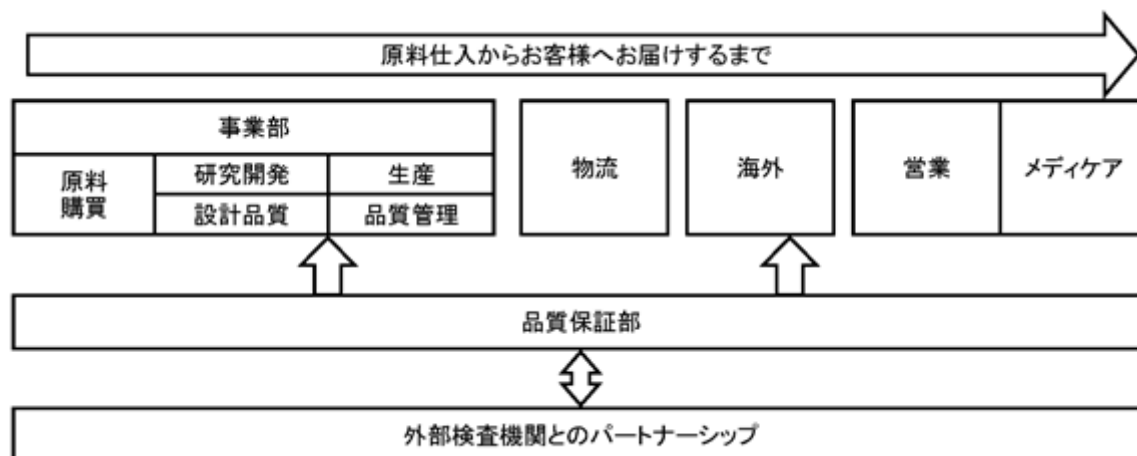 原料仕入からお客様へお届けするまで
事業部
原料
購買
研究開発
生産
設計品質
品質管理
物流
海外
営業
メディケア
品質保証部
外部検査機関とのパートナーシップ